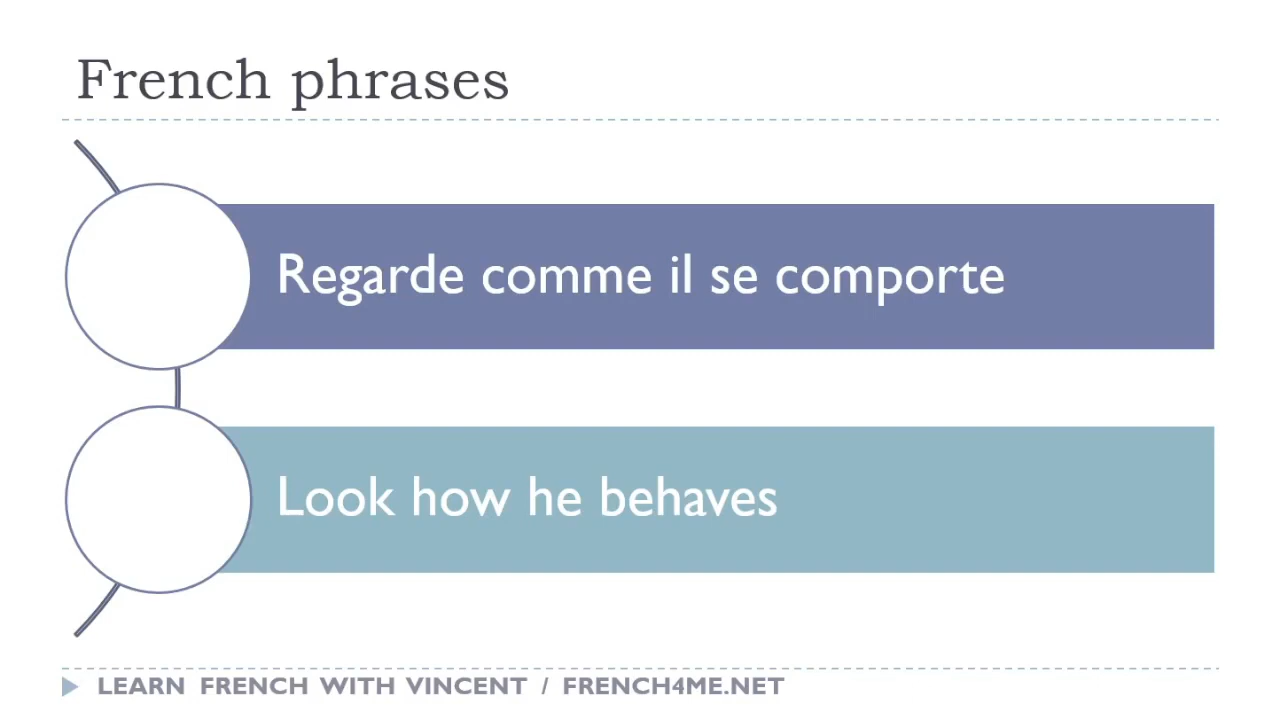 French phrases
Regarde comme il se comporte
Look how he behaves
LEARN FRENCH WITH VINCENT / FRENCH4ME.NET